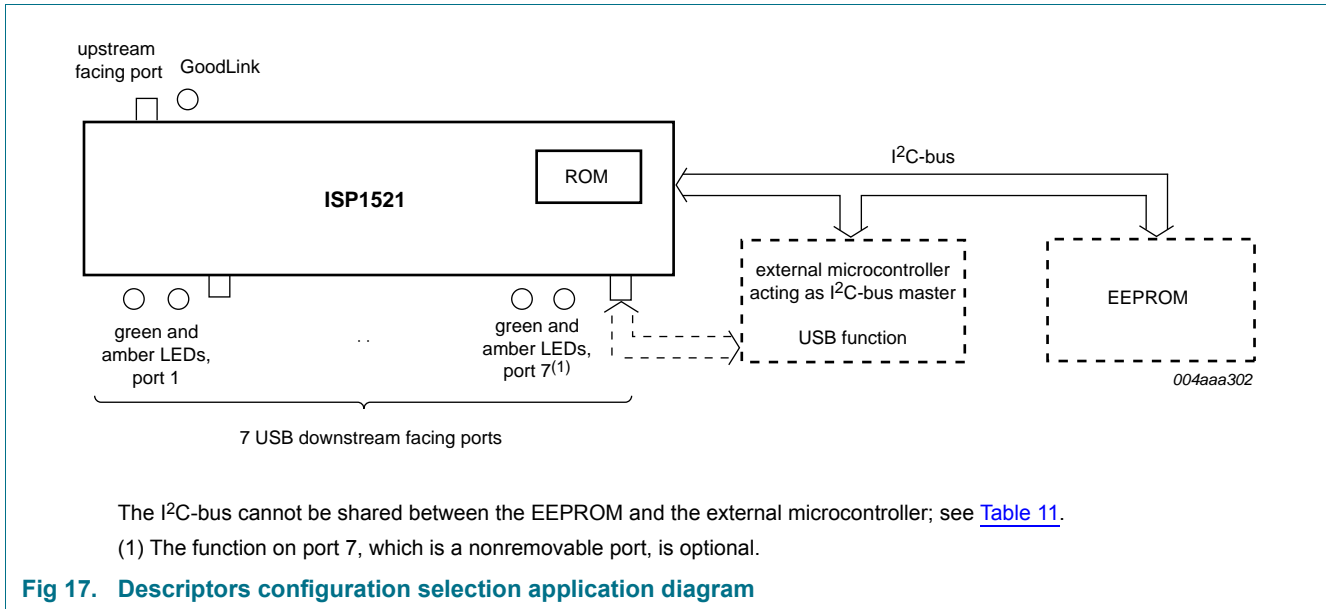 upstream
facing port
GoodLink
I2C-bus
ROM
ISP1521
external microcontroller
acting as I2C-bus master
USB function
EEPROM
green and
amber LEDs,
port 1
. .
green and
amber LEDs,
port 7(1)
004aaa302
7 USB downstream facing ports
The I2C-bus cannot be shared between the EEPROM and the external microcontroller; see Table 11.
(1) The function on port 7, which is a nonremovable port, is optional.
Fig 17. Descriptors configuration selection application diagram